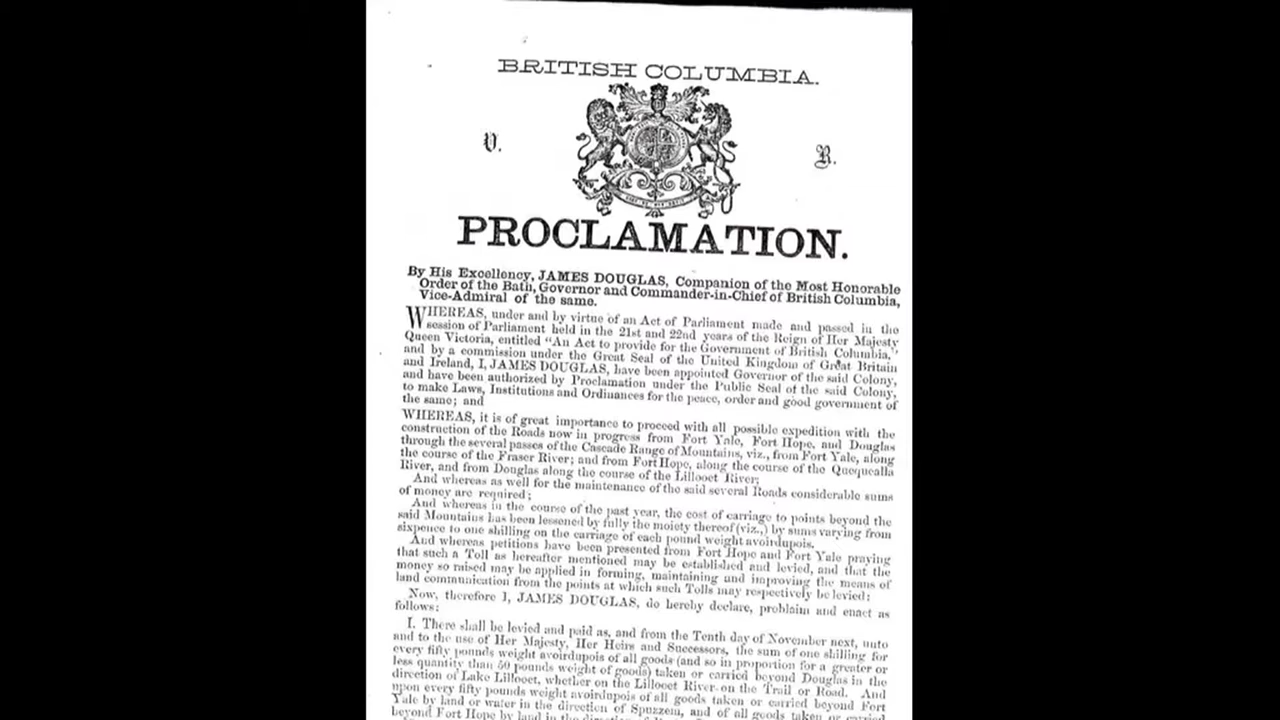 BRITISH COLUMBIA.
V. R.
PROCLAMATION.
By His Excellency, JAMES DOUGLAS, Companion of the Most Honorable
Order of the Bath, Governor and Commander-in-Chief of British Columbia,
Vice-Admiral of the same.
WHEREAS, under and by virtue of an Act of Parliament made and passed in the
session of Parliament held in the 21st and 22nd years of the Reign of Her Majesty
Queen Victoria, entitled "An Act to provide for the Government of British Columbia,"
and by a commission under the Great Seal of the United Kingdom of Great Britain
and Ireland, I, JAMES DOUGLAS, have been appointed Governor of the said Colony,
and have been authorized by Proclamation under the Public Seal of the said Colony,
to make Laws, Institutions and Ordinances for the peace, order and good government of
the same; and
WHEREAS, it is of great importance to proceed with all possible expedition with the
construction of the Roads now in progress from Fort Yale, Fort Hope, and Douglas
through the several passes of the Cascade Range of Mountains, viz., from Fort Yale, along
the course of the Fraser River; and from Fort Hope, along the course of the Quequealla
River, and from Douglas along the course of the Lillooet River;
And whereas as well for the maintenance of the said several Roads considerable sums
of money are required;
And whereas in the course of the past year, the cost of carriage to points beyond the
said Mountains has been lessened by fully the moiety thereof (viz.,) by sums varying from
sixpence to one shilling on the carriage of each pound weight avoirdupois.
And whereas petitions have been presented from Fort Hope and Fort Yale praying
that such a Toll as hereafter mentioned may be established and levied, and that the
money so raised may be applied in forming, maintaining and improving the means of
land communication from the points at which such Tolls may respectively be levied:
Now, therefore I, JAMES DOUGLAS, do hereby declare, problaim and enact as
follows:
I. There shall be levied and paid as, and from the Tenth day of November next, unto
and to the use of Her Majesty, Her Heirs and Successors, the sum of one shilling for
every fifty pounds weight avoirdupois of all goods (and so in proportion for a greater or
less quantity than 50 pounds weight of goods) taken or carried beyond Douglas in the
direction of Lake Lillooet, whether on the Lillooet River on the Trail or Road. And
upon every fifty pounds weight avoirdupois of all goods taken or carried beyond Fort
Yale by land or water in the direction of Spuzzem, and of all goods taken or carried
beyond Fort Hope by land in the direction of